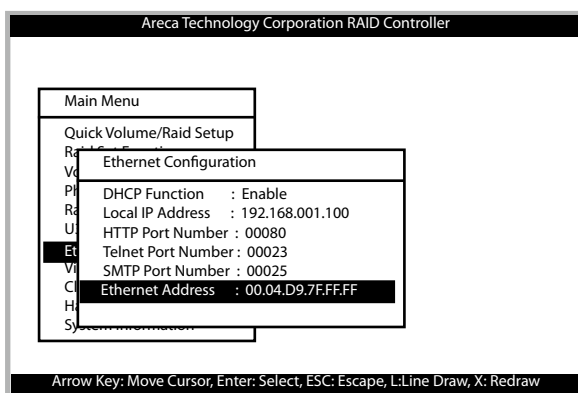 Areca Technology Corporation RAID Controller
Main Menu
Quick Volume/Raid Setup
Ethernet Configuration
DHCP Function : Enable
Local IP Address : 192.168.001.100
HTTP Port Number : 00080
Telnet Port Number : 00023
SMTP Port Number : 00025
Ethernet Address : 00.04.D9.7F.FF.FF
System Information
Arrow Key: Move Cursor, Enter: Select, ESC: Escape, L:Line Draw, X: Redraw